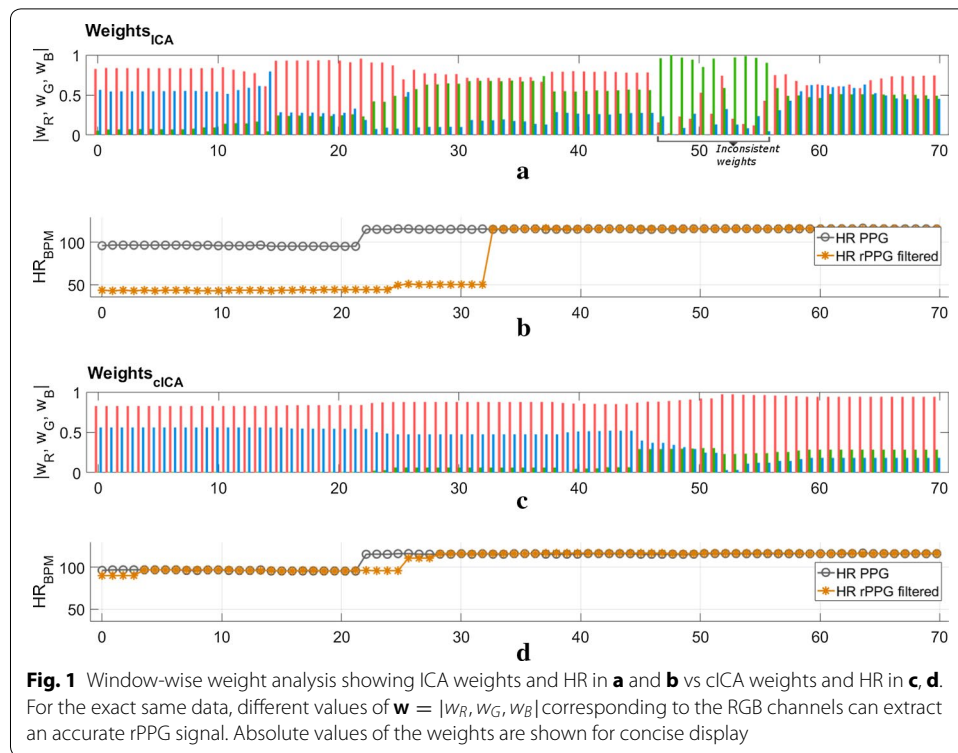 Weights_ICA
|w_R, w_G, w_B|
1
0.5
0
0 10 20 30 40 50 60 70
Inconsistent
weights
a
HR_BPM
100
50
HR PPG
HR rPPG filtered
0 10 20 30 40 50 60 70
b
Weights_cICA
|w_R, w_G, w_B|
1
0.5
0
0 10 20 30 40 50 60 70
c
HR_BPM
100
50
HR PPG
HR rPPG filtered
0 10 20 30 40 50 60 70
d
Fig. 1 Window-wise weight analysis showing ICA weights and HR in a and b vs cICA weights and HR in c, d.
For the exact same data, different values of w = |w_R, w_G, w_B| corresponding to the RGB channels can extract
an accurate rPPG signal. Absolute values of the weights are shown for concise display